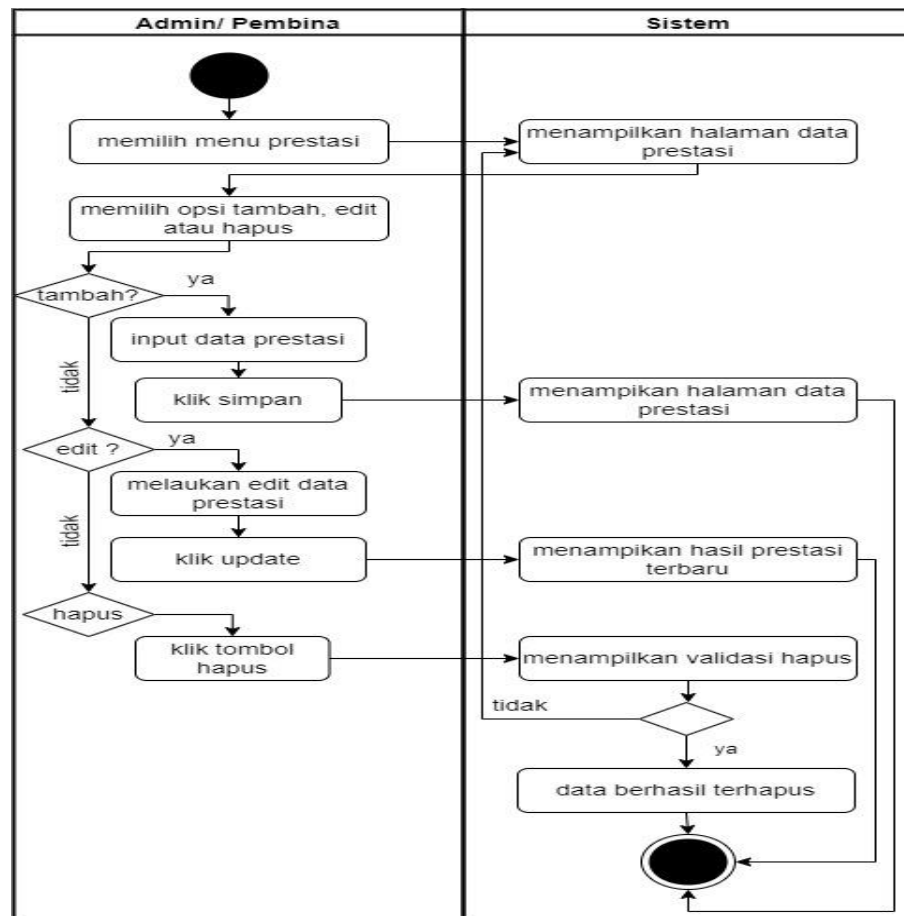 Admin/ Pembina
Sistem
memilih menu prestasi
menampilkan halaman data
prestasi
memilih opsi tambah, edit
atau hapus
tambah?
ya
input data prestasi
tidak
klik simpan
menampikan halaman data
prestasi
edit ?
ya
melaukan edit data
prestasi
tidak
klik update
menampikan hasil prestasi
terbaru
hapus
klik tombol
hapus
menampilkan validasi hapus
tidak
ya
data berhasil terhapus